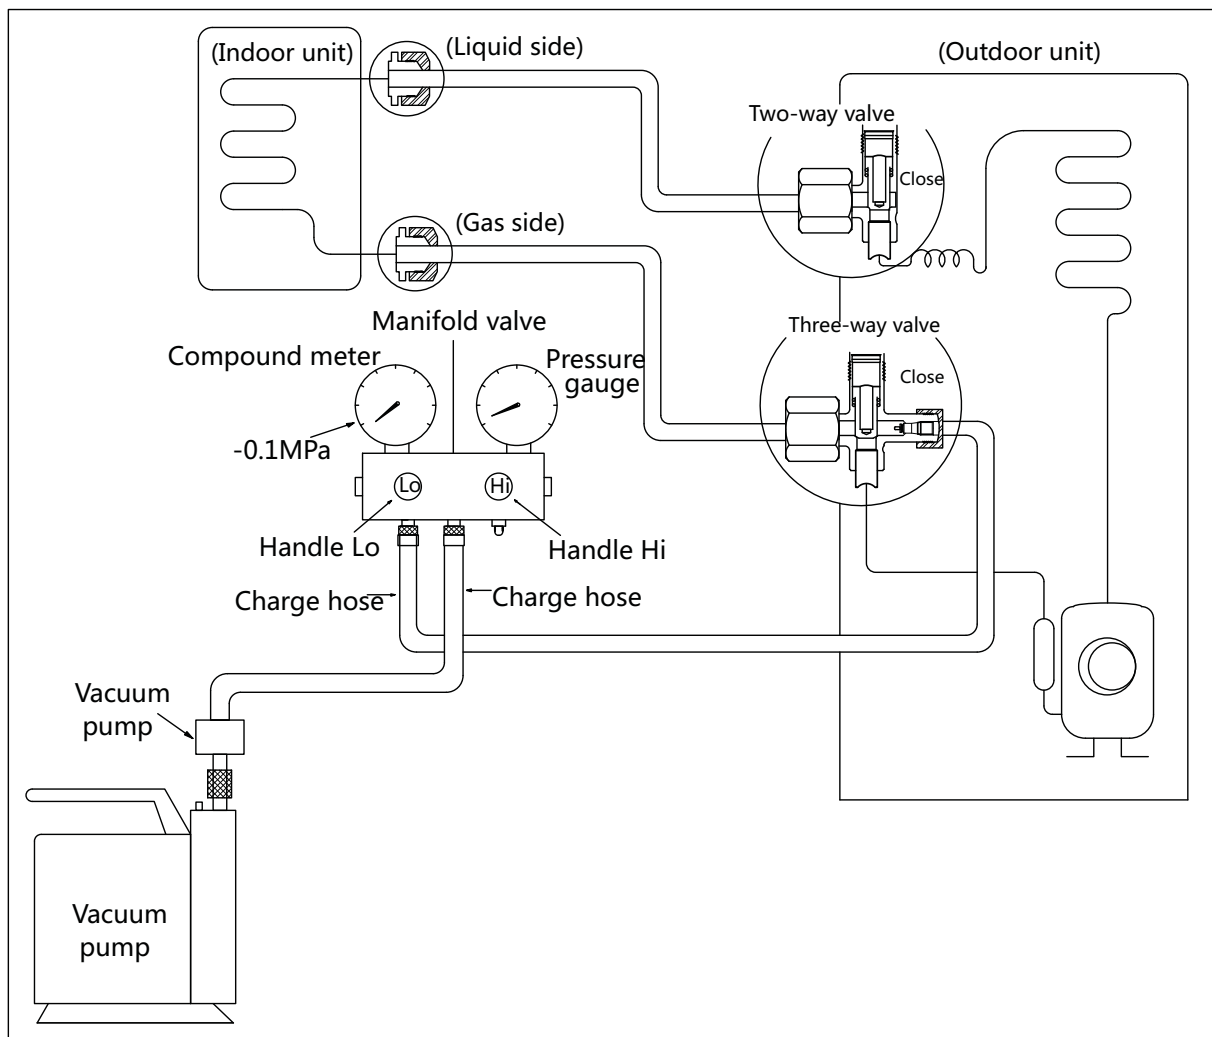 (Indoor unit)
(Liquid side)
(Outdoor unit)
Two-way valve
Close
(Gas side)
Manifold valve
Three-way valve
Compound meter
Pressure
gauge
Close
-0.1MPa
Lo
Hi
Handle Lo
Handle Hi
Charge hose
Charge hose
Vacuum
pump
Vacuum
pump